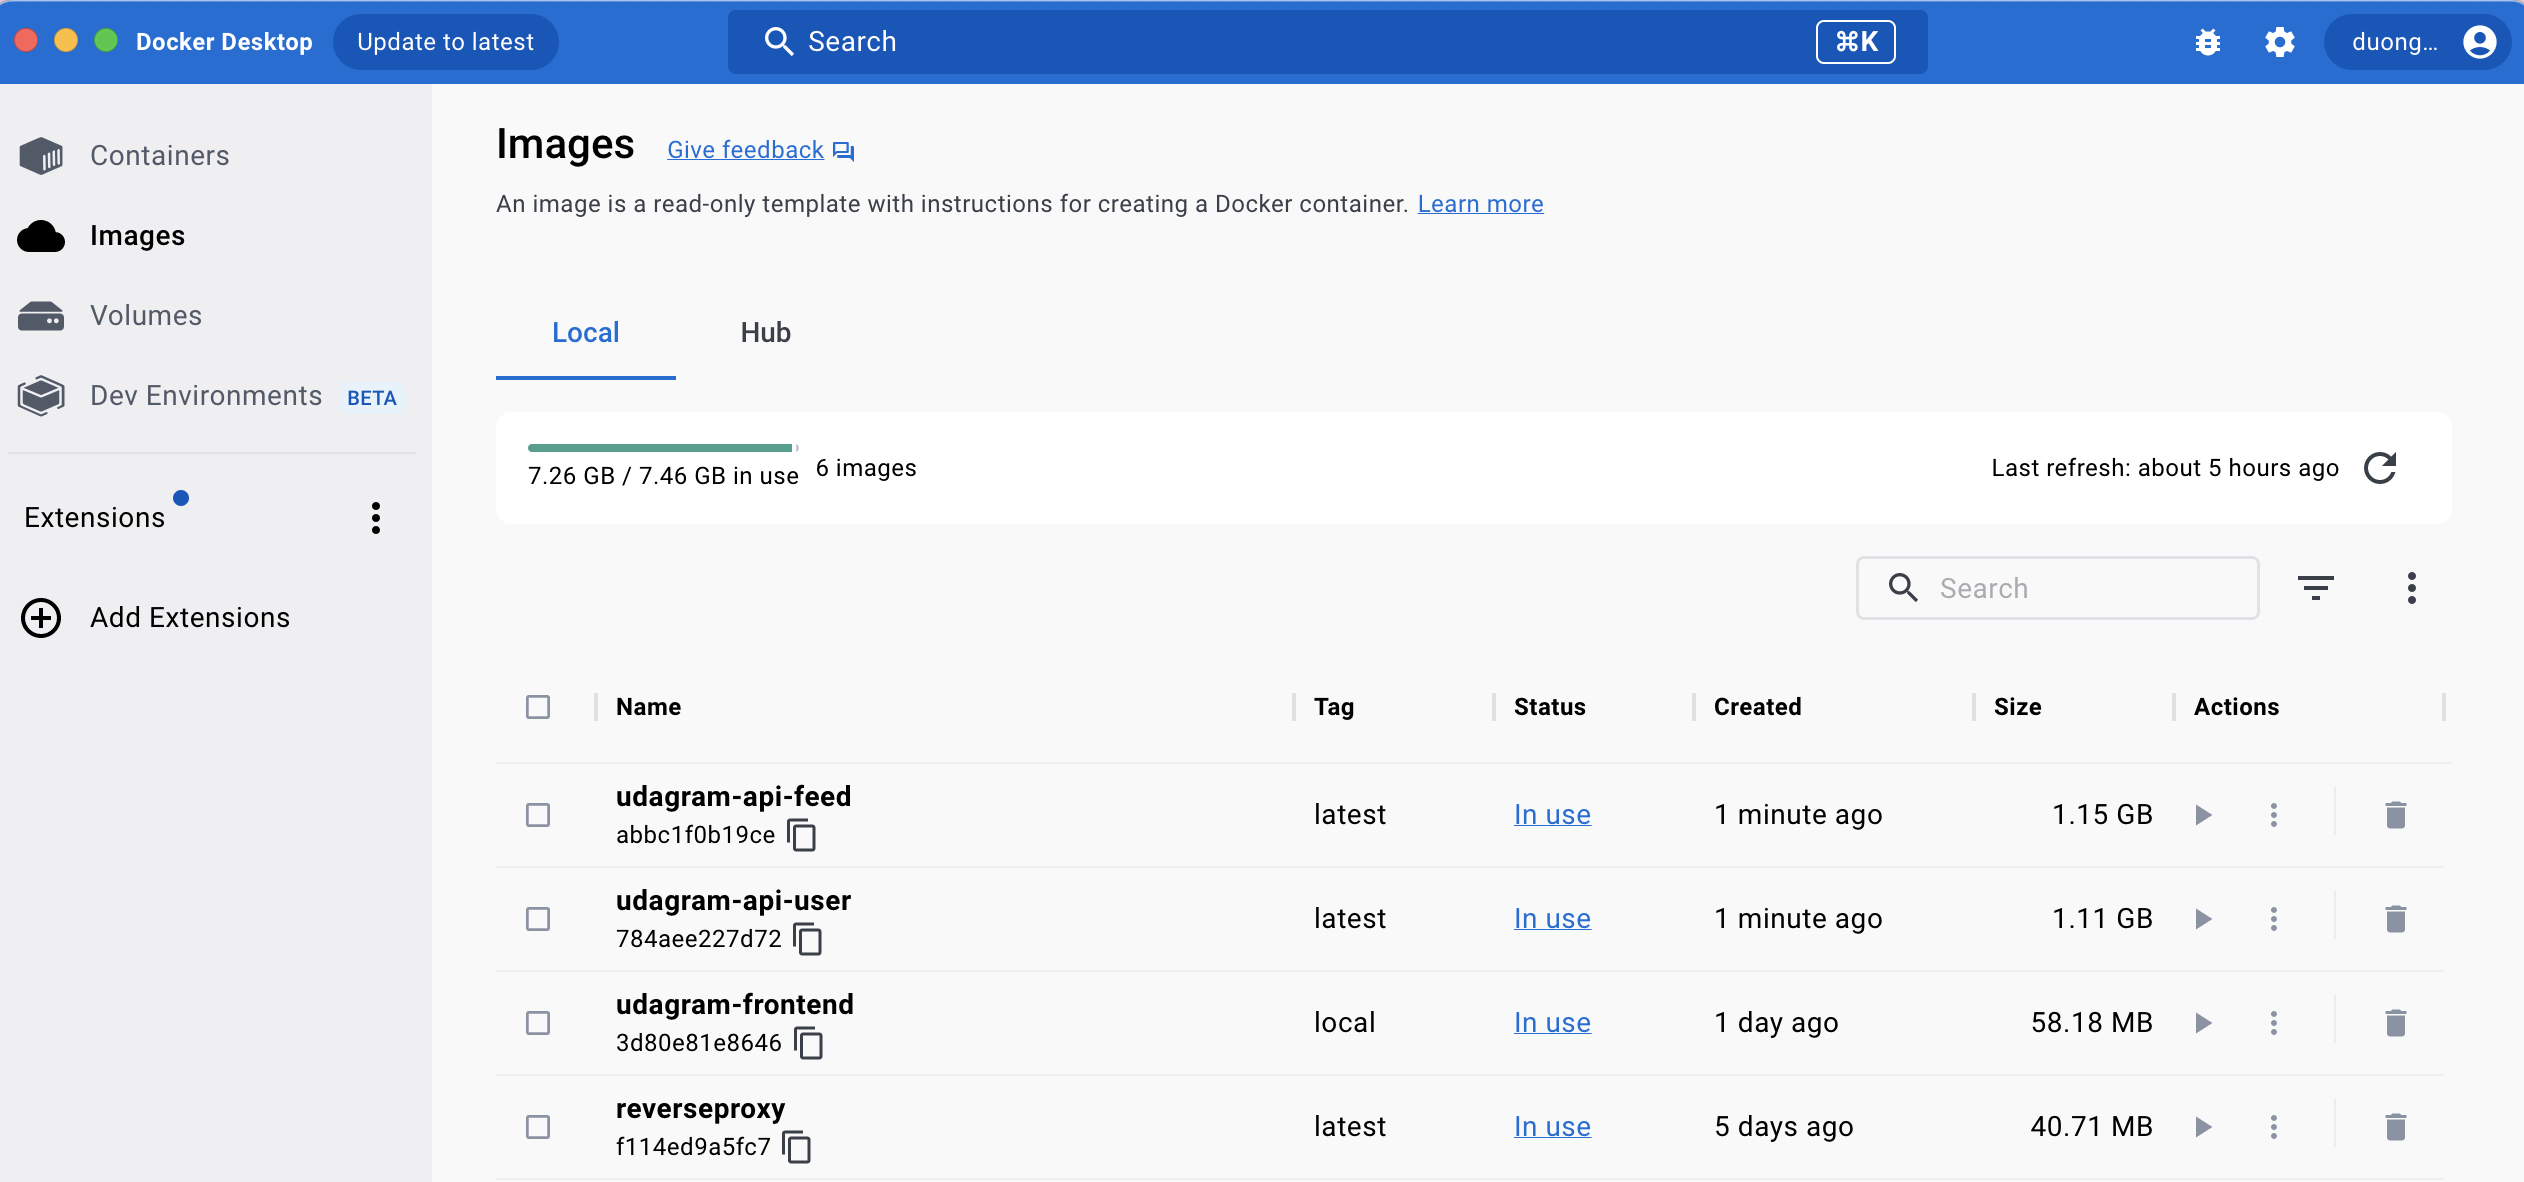 Docker Desktop Update to latest Search ⌘K duong...
Containers
Images
Volumes
Dev Environments BETA
Extensions
Add Extensions
Images Give feedback
An image is a read-only template with instructions for creating a Docker container. Learn more
Local Hub
7.26 GB / 7.46 GB in use 6 images Last refresh: about 5 hours ago
Search
Name Tag Status Created Size Actions
udagram-api-feed
abbc1f0b19ce latest In use 1 minute ago 1.15 GB
udagram-api-user
784aee227d72 latest In use 1 minute ago 1.11 GB
udagram-frontend
3d80e81e8646 local In use 1 day ago 58.18 MB
reverseproxy
f114ed9a5fc7 latest In use 5 days ago 40.71 MB